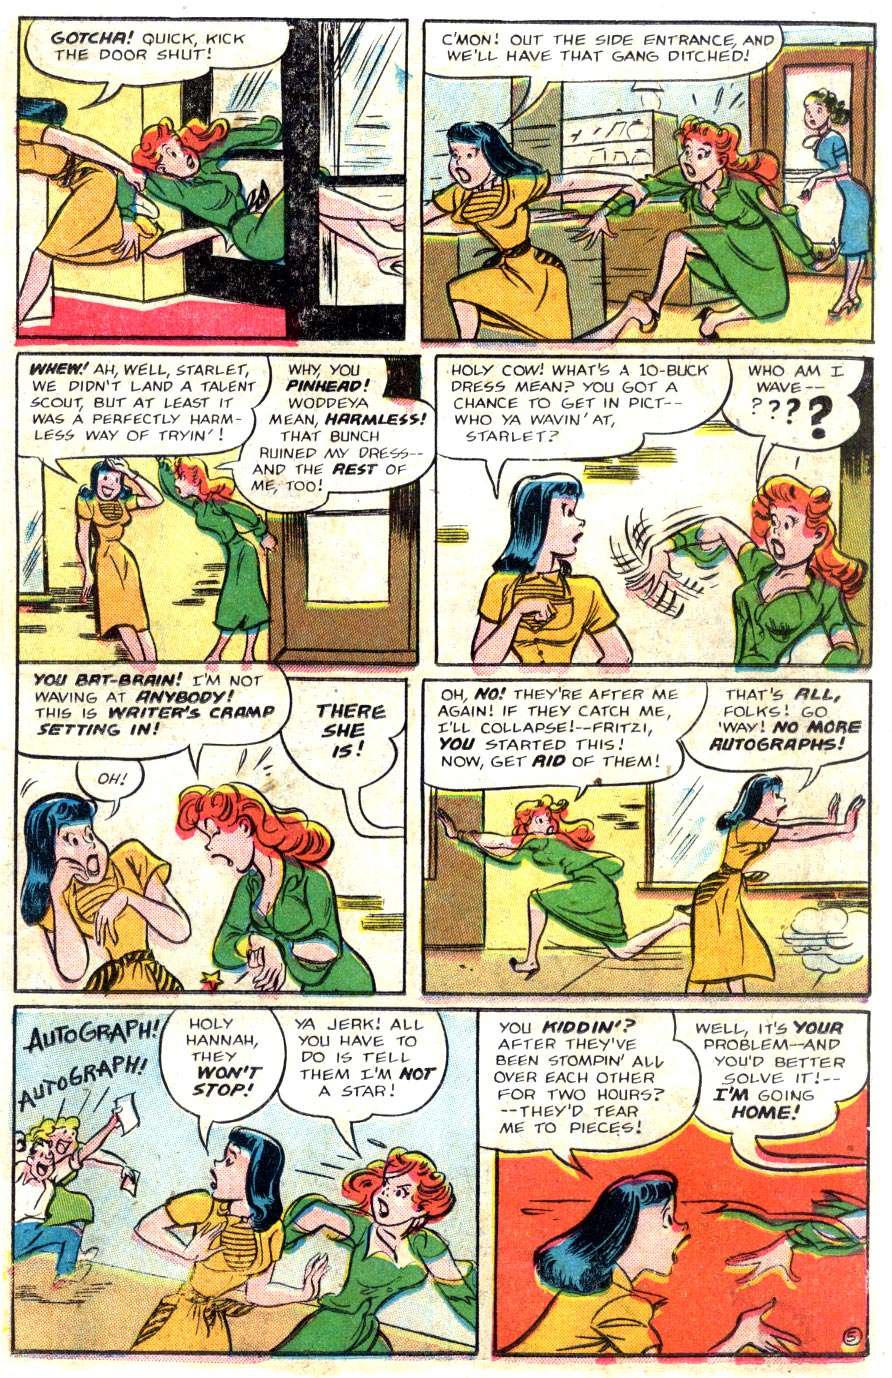 GOTCHA! QUICK, KICK
THE DOOR SHUT!
C'MON! OUT THE SIDE ENTRANCE, AND
WE'LL HAVE THAT GANG DITCHED!
WHEW! AH, WELL, STARLET,
WE DIDN'T LAND A TALENT
SCOUT, BUT AT LEAST IT
WAS A PERFECTLY HARM-
LESS WAY OF TRYIN'!
WHY, YOU
PINHEAD!
WODDEYA
MEAN, HARMLESS!
THAT BUNCH
RUINED MY DRESS--
AND THE REST OF
ME, TOO!
HOLY COW! WHAT'S A 10-BUCK
DRESS MEAN? YOU GOT A
CHANCE TO GET IN PICT--
WHO YA WAVIN' AT,
STARLET?
WHO AM I
WAVE--
????
YOU BAT-BRAIN! I'M NOT
WAVING AT ANYBODY!
THIS IS WRITER'S CRAMP
SETTING IN!
OH!
THERE
SHE
IS!
OH, NO! THEY'RE AFTER ME
AGAIN! IF THEY CATCH ME,
I'LL COLLAPSE!--FRITZI,
YOU STARTED THIS!
NOW, GET RID OF THEM!
THAT'S ALL,
FOLKS! GO
'WAY! NO MORE
AUTOGRAPHS!
AUTOGRAPH!
AUTOGRAPH!
HOLY
HANNAH,
THEY
WON'T
STOP!
YA JERK! ALL
YOU HAVE TO
DO IS TELL
THEM I'M NOT
A STAR!
YOU KIDDIN'?
AFTER THEY'VE
BEEN STOMPIN' ALL
OVER EACH OTHER
FOR TWO HOURS?
--THEY'D TEAR
ME TO PIECES!
WELL, IT'S YOUR
PROBLEM--AND
YOU'D BETTER
SOLVE IT!--
I'M GOING
HOME!
5